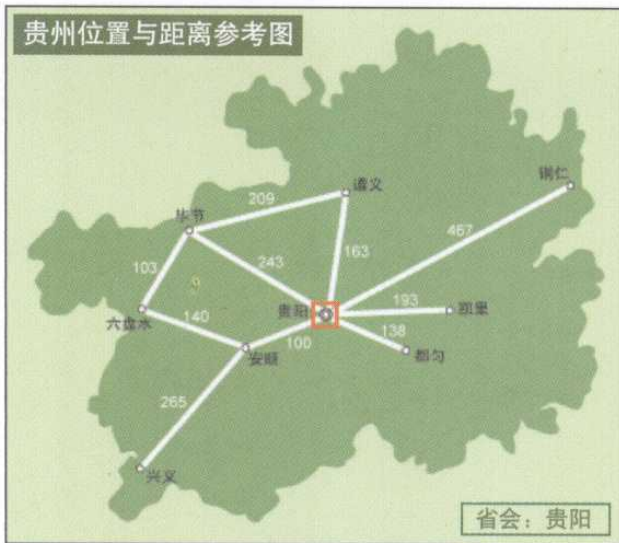 贵州位置与距离参考图
遵义
铜仁
209
毕节
467
163
243
103
193
贵阳
凯里
六盘水
140
138
100
都匀
安顺
265
兴义
省会：贵阳